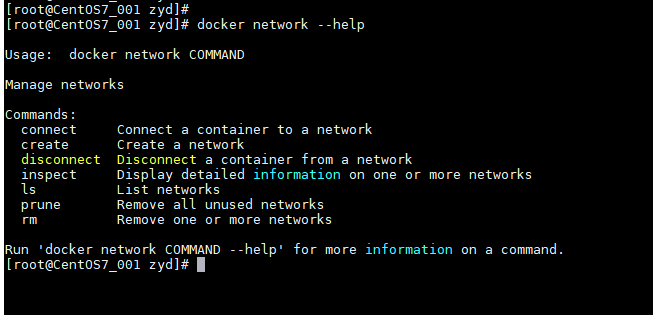 [root@CentOS7_001 zyd]#
[root@CentOS7_001 zyd]# docker network --help
Usage:  docker network COMMAND
Manage networks
Commands:
  connect     Connect a container to a network
  create      Create a network
  disconnect  Disconnect a container from a network
  inspect     Display detailed information on one or more networks
  ls          List networks
  prune       Remove all unused networks
  rm          Remove one or more networks
Run 'docker network COMMAND --help' for more information on a command.
[root@CentOS7_001 zyd]#